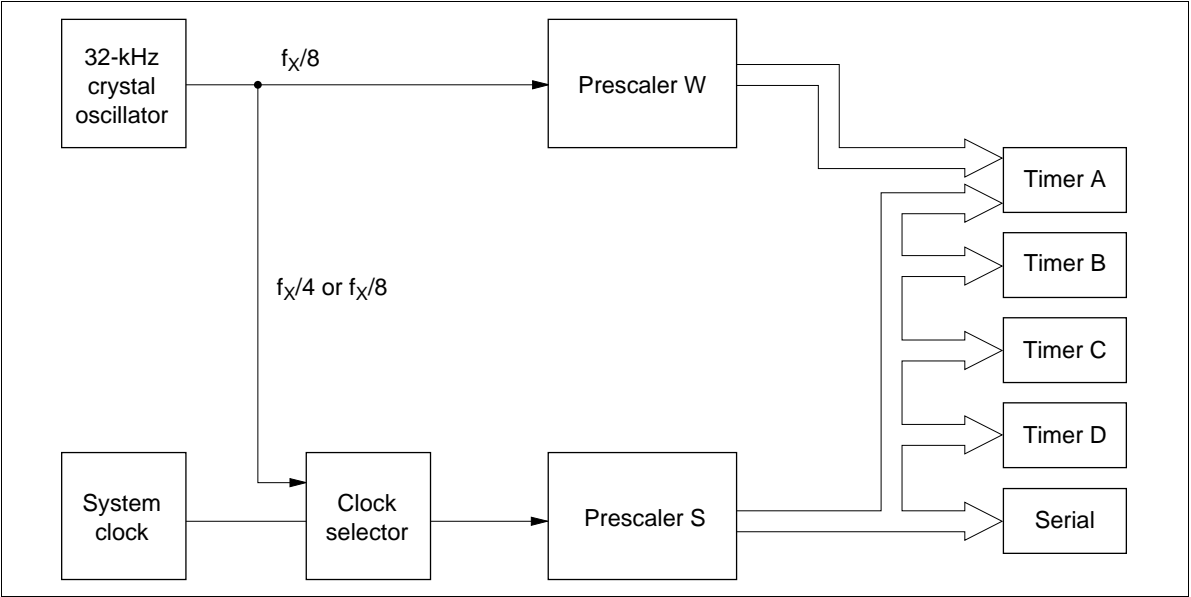 32-kHz
crystal
oscillator
fX/8
Prescaler W
Timer A
Timer B
fX/4 or fX/8
Timer C
Timer D
System
clock
Clock
selector
Prescaler S
Serial